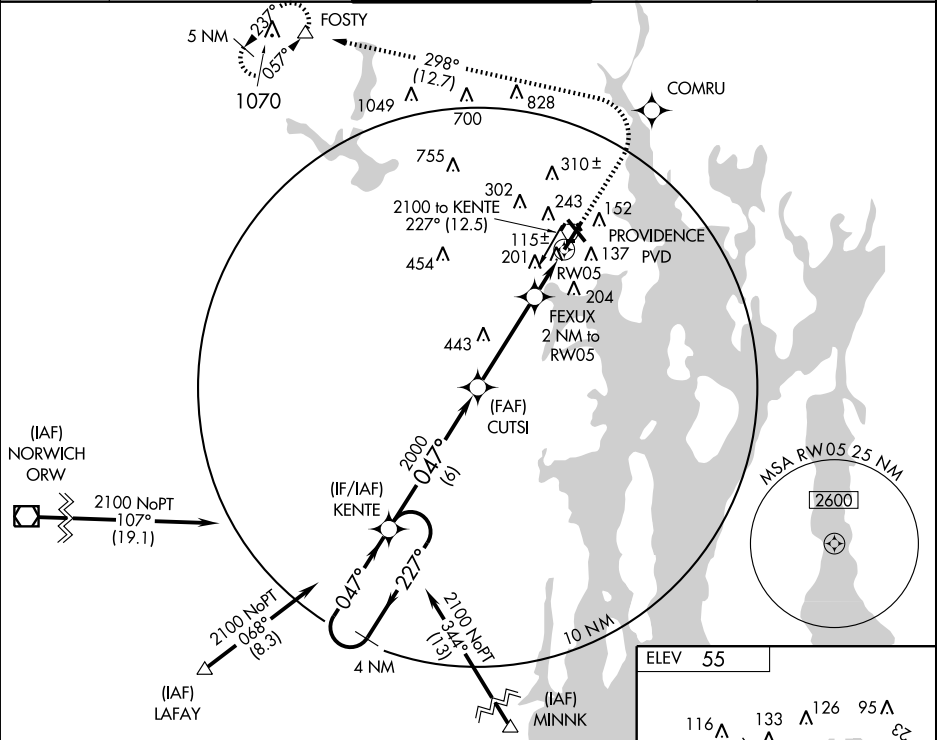 FOSTY
237°
5 NM
057°
1070
298°
(12.7)
COMRU
1049
700
828
755
310±
302
243
152
2100 to KENTE
227° (12.5)
PROVIDENCE
PVD
115±
201
137
454
RW05
204
FEXUX
2 NM to
RW05
443
(FAF)
CUTSI
2000
047°
(6)
(IAF)
NORWICH
ORW
2100 NoPT
107°
(19.1)
(IF/IAF)
KENTE
MSA RW05 25 NM
2600
047°
227°
2100 NoPT
068°
(8.3)
2100 NoPT
344°
(13)
10 NM
4 NM
(IAF)
LAFAY
(IAF)
MINNK
ELEV 55
126
95
116
133
23